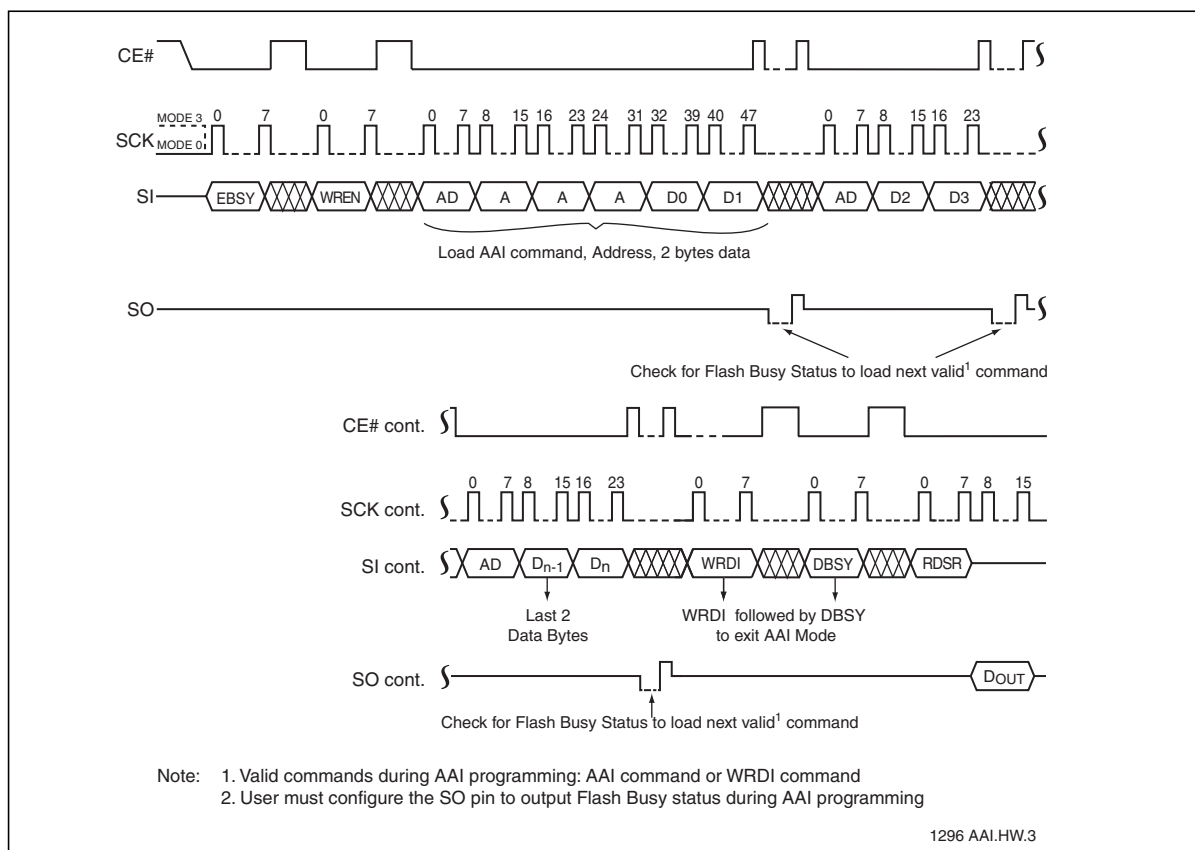 CE#
MODE 3 0 7 0 7 0 7 8 15 16 23 24 31 32 39 40 47 0 7 8 15 16 23
SCK MODE 0
SI EBSY WREN AD A A A D0 D1 AD D2 D3
Load AAI command, Address, 2 bytes data
SO
Check for Flash Busy Status to load next valid1 command
CE# cont.
0 7 8 15 16 23 0 7 0 7 0 7 8 15
SCK cont.
SI cont. AD Dn-1 Dn WRDI DBSY RDSR
Last 2 WRDI followed by DBSY
Data Bytes to exit AAI Mode
SO cont. DOUT
Check for Flash Busy Status to load next valid1 command
Note: 1. Valid commands during AAI programming: AAI command or WRDI command
2. User must configure the SO pin to output Flash Busy status during AAI programming
1296 AAI.HW.3